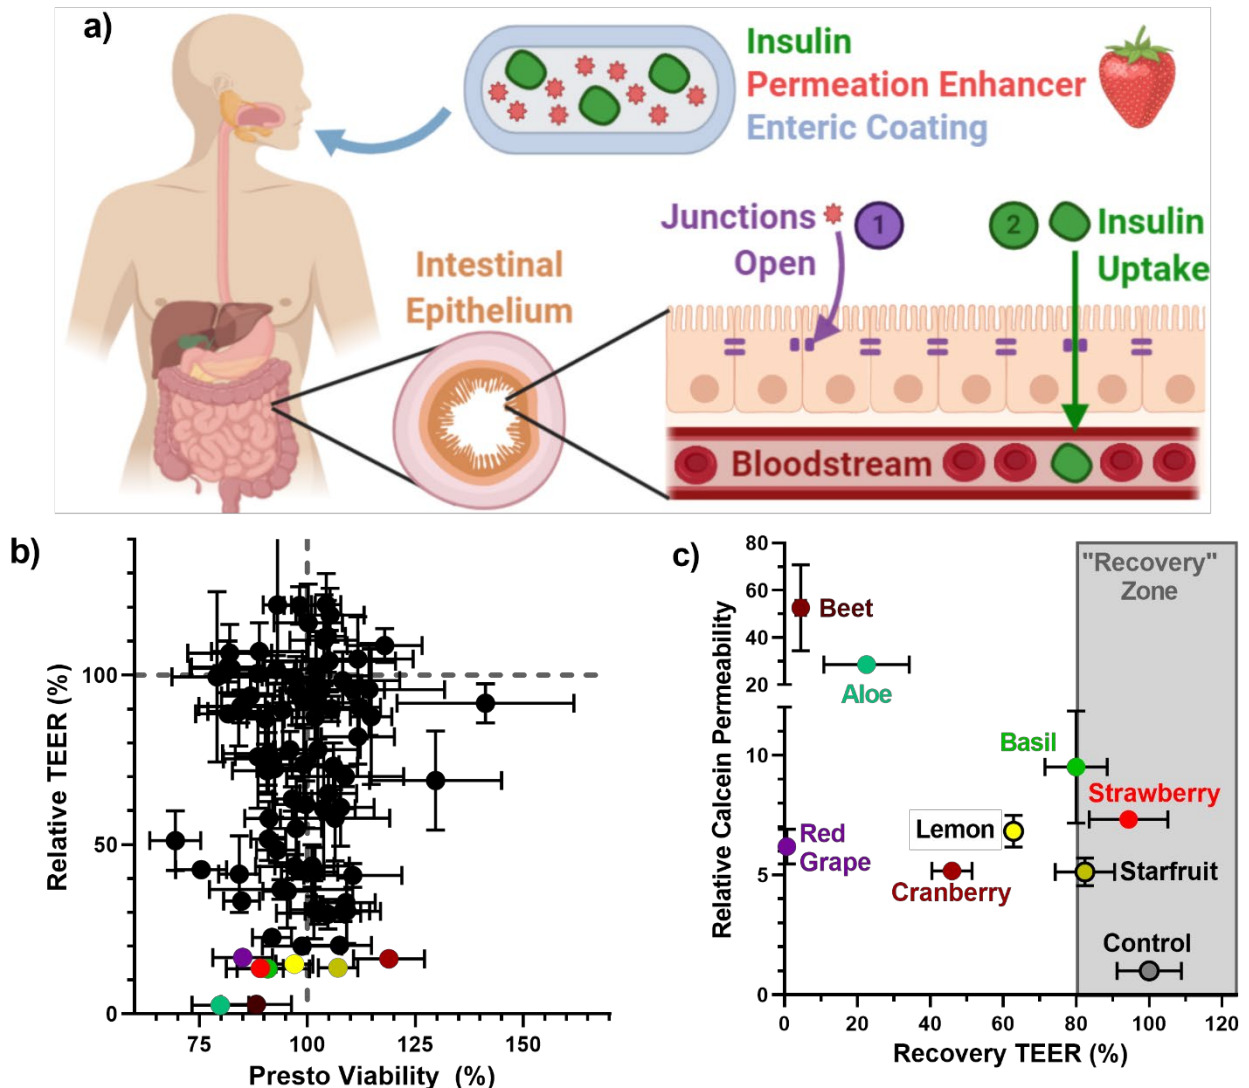 a)
Insulin
Permeation Enhancer
Enteric Coating
Junctions
Open
1
2
Insulin
Uptake
Intestinal
Epithelium
Bloodstream
b)
Relative TEER (%)
100
50
0
75
100
125
150
Presto Viability (%)
c)
Relative Calcein Permeability
80
60
40
20
10
5
0
"Recovery"
Zone
Beet
Aloe
Basil
Strawberry
Lemon
Red
Grape
Cranberry
Starfruit
Control
0
20
40
60
80
100
120
Recovery TEER (%)